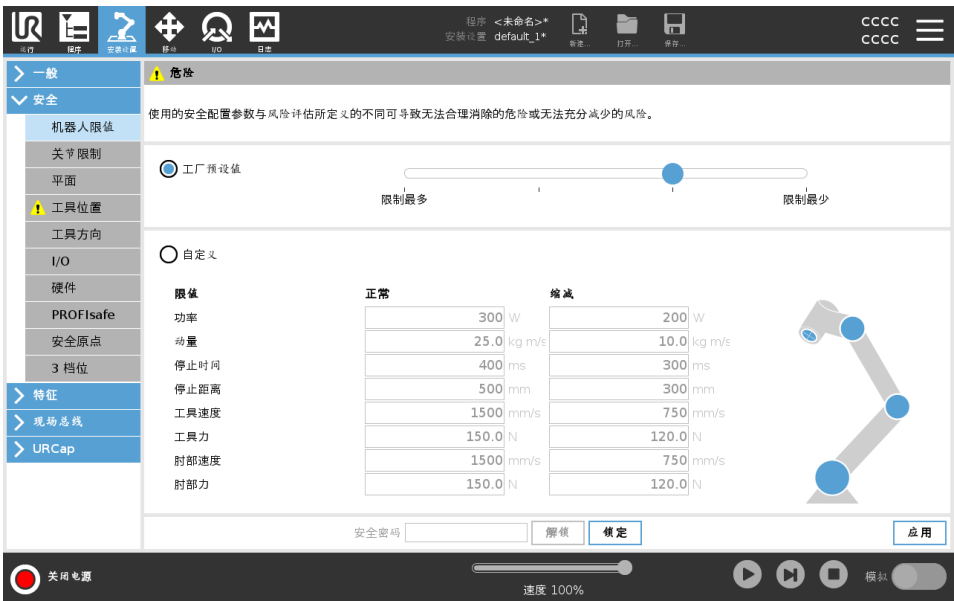 UR
程序 <未命名>*
安装设置 default_1*
cccc
cccc
运行 程序 安装设置 移动 I/O 日志 新建... 打开... 保存...
一般
安全
机器人限值
关节限制
平面
工具位置
工具方向
I/O
硬件
PROFIsafe
安全原点
3 档位
特征
现场总线
URCap
危险
使用的安全配置参数与风险评估所定义的不同可导致无法合理消除的危险或无法充分减少的风险。
工厂预设值
限制最多 限制最少
自定义
限值 正常 缩减
功率 300 W 200 W
动量 25.0 kg m/s 10.0 kg m/s
停止时间 400 ms 300 ms
停止距离 500 mm 300 mm
工具速度 1500 mm/s 750 mm/s
工具力 150.0 N 120.0 N
肘部速度 1500 mm/s 750 mm/s
肘部力 150.0 N 120.0 N
安全密码 解锁 锁定 应用
关闭电源
速度 100%
模拟